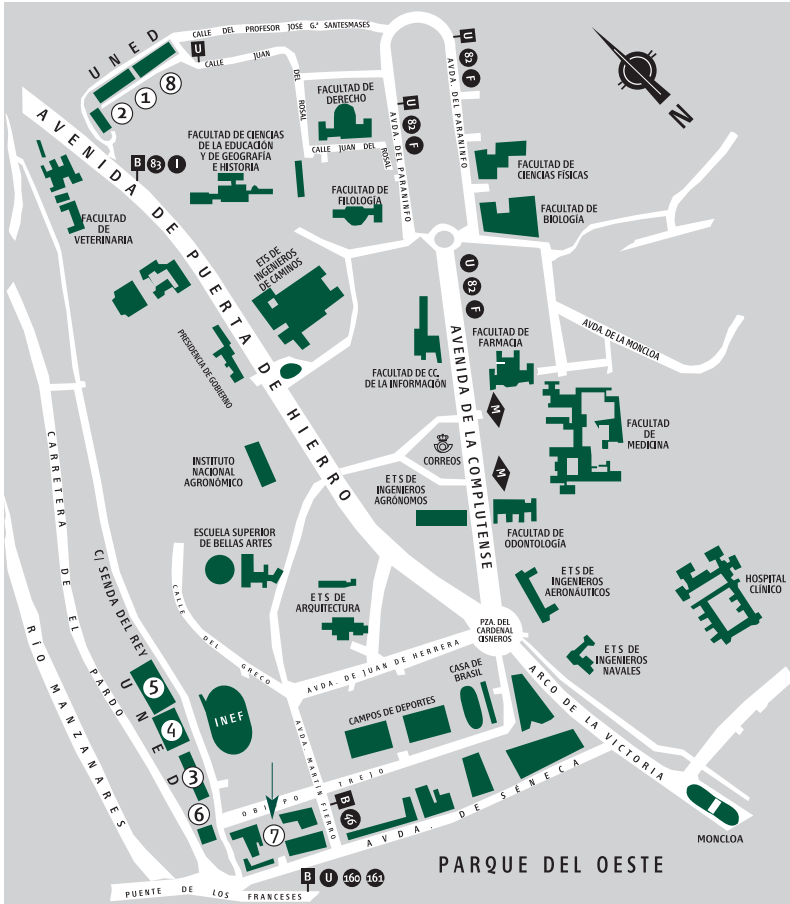 CALLE DEL PROFESOR JOSÉ G.ª SANTESMASES
UNED
U
CALLE JUAN
DEL
ROSAL
8
1
2
U
82
F
AVDA. DEL PARANINFO
U
82
F
AVDA. DEL PARANINFO
N
FACULTAD DE
DERECHO
CALLE JUAN DEL
ROSAL
AVENIDA DE PUERTA DE HIERRO
B
83
I
FACULTAD DE CIENCIAS
DE LA EDUCACIÓN
Y DE GEOGRAFÍA
E HISTORIA
FACULTAD DE
CIENCIAS FÍSICAS
FACULTAD DE
FILOLOGÍA
FACULTAD DE
BIOLOGÍA
FACULTAD
DE
VETERINARIA
ETS DE
INGENIEROS
DE CAMINOS
U
82
F
AVENIDA DE LA COMPLUTENSE
AVDA. DE LA MONCLOA
PRESIDENCIA DE GOBIERNO
FACULTAD DE
FARMACIA
FACULTAD DE CC.
DE LA INFORMACIÓN
M
FACULTAD
DE
MEDICINA
CORREOS
M
CARRETERA DE EL PARDO
INSTITUTO
NACIONAL
AGRONÓMICO
E T S DE
INGENIEROS
AGRÓNOMOS
FACULTAD DE
ODONTOLOGÍA
ESCUELA SUPERIOR
DE BELLAS ARTES
C/ SENDA DEL REY
CALLE DEL GRECO
E T S DE
ARQUITECTURA
E T S DE
INGENIEROS
AERONÁUTICOS
HOSPITAL
CLÍNICO
PZA. DEL
CARDENAL
CISNEROS
RÍO MANZANARES
E T S DE
INGENIEROS
NAVALES
AVDA. DE JUAN DE HERRERA
CASA DE
BRASIL
ARCO DE LA VICTORIA
UNED
5
4
3
6
INEF
CAMPOS DE DEPORTES
AVDA. MARTÍN FIERRO
OBISPO TREJO
B
46
7
AVDA. DE SÉNECA
MONCLOA
PARQUE DEL OESTE
B
U
160
161
PUENTE DE LOS FRANCESES